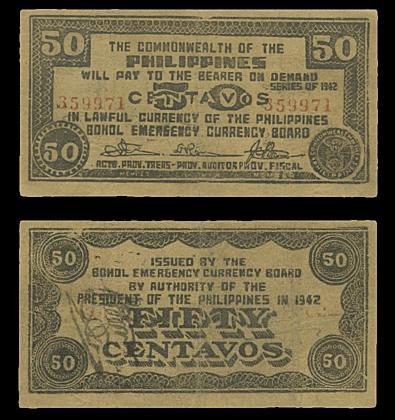 50 50
THE COMMONWEALTH OF THE
PHILIPPINES
WILL PAY TO THE BEARER ON DEMAND
SERIES OF 1942
359971 50 359971
CENTAVOS
IN LAWFUL CURRENCY OF THE PHILIPPINES
BOHOL EMERGENCY CURRENCY BOARD
50
ACTG. PROV. TREAS- PROV. AUDITOR PROV. FISCAL
MEMBER MEMBER
50 50
ISSUED BY THE
BOHOL EMERGENCY CURRENCY BOARD
BY AUTHORITY OF THE
PRESIDENT OF THE PHILIPPINES IN 1942
FIFTY
CENTAVOS
50 50